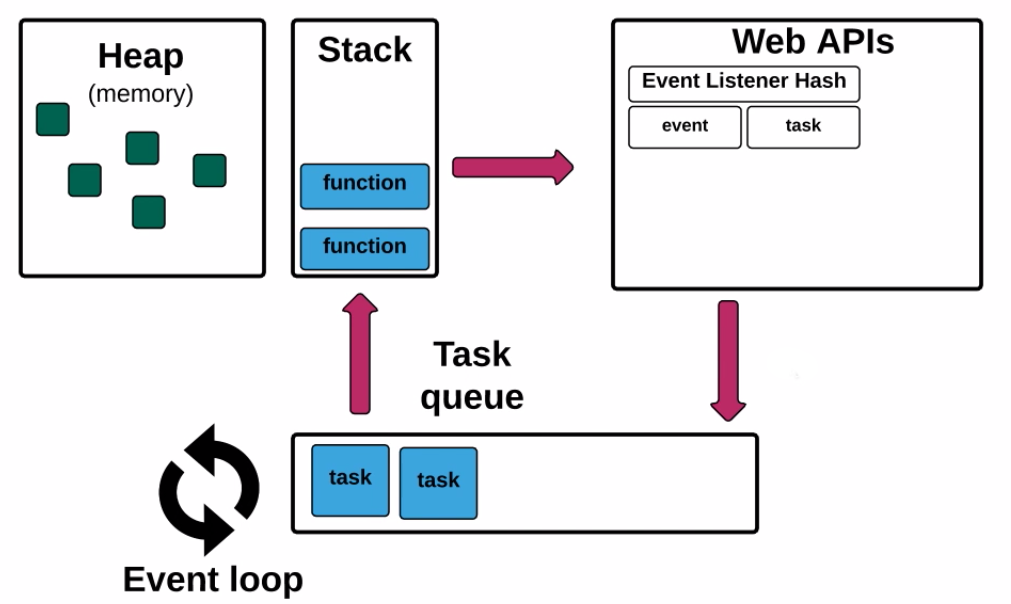 Heap
(memory)
Stack
function
function
Web APIs
Event Listener Hash
event
task
Task
queue
task
task
Event loop